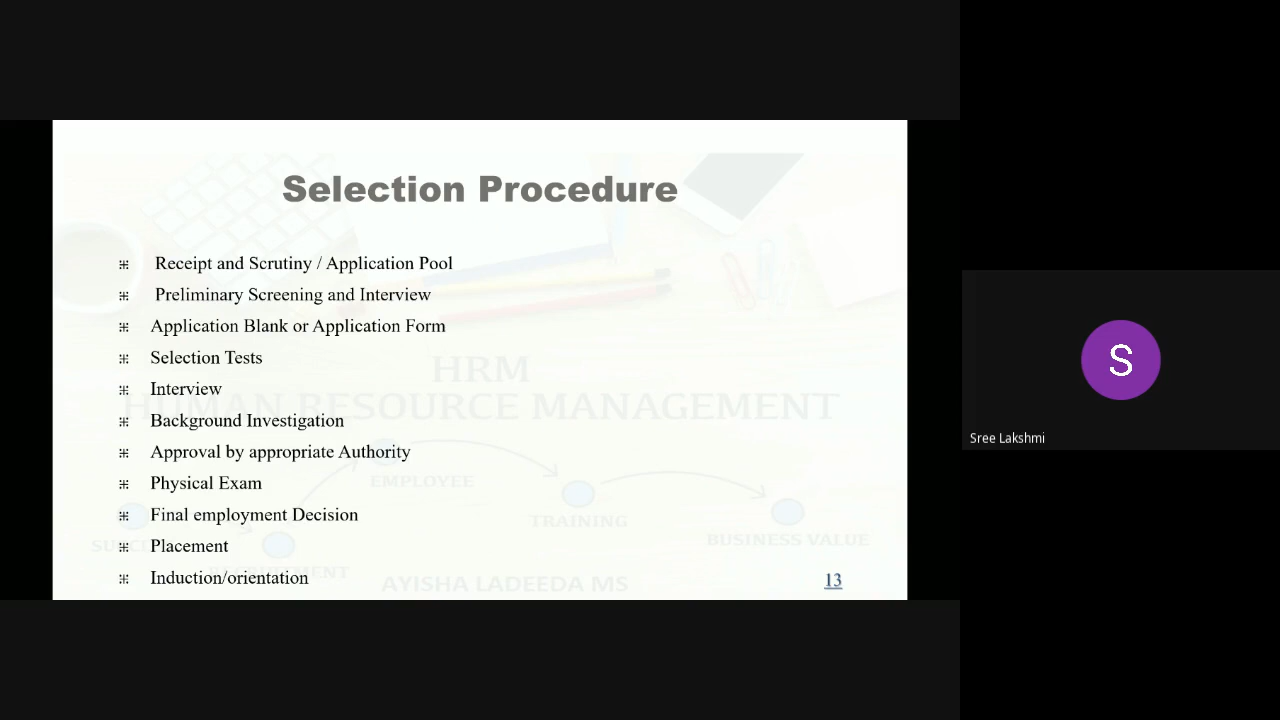 Selection Procedure
Receipt and Scrutiny / Application Pool
Preliminary Screening and Interview
Application Blank or Application Form
Selection Tests
Interview
Background Investigation
Approval by appropriate Authority
Physical Exam
Final employment Decision
Placement
Induction/orientation
HRM
HUMAN RESOURCE MANAGEMENT
EMPLOYEE
TRAINING
BUSINESS VALUE
RECRUITMENT
AYISHA LADEEDA MS
13
S
Sree Lakshmi